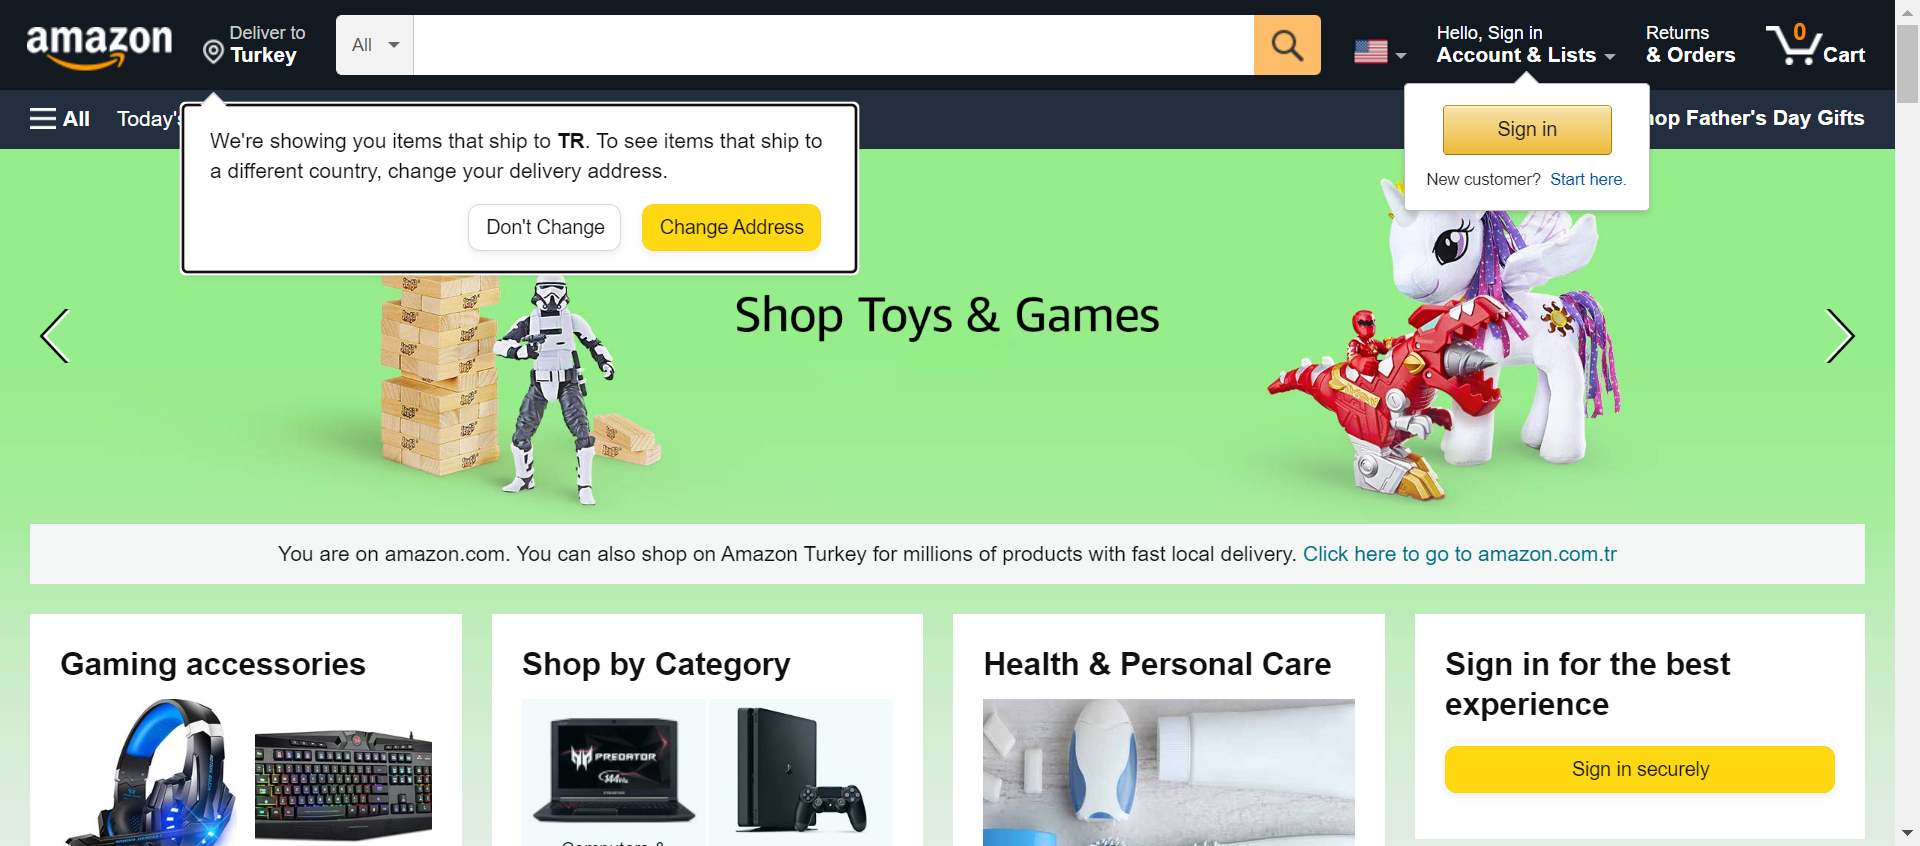 amazon
Deliver to
Turkey
All
Hello, Sign in
Account & Lists
Returns
& Orders
0
Cart
All
Today's
Father's Day Gifts
We're showing you items that ship to TR. To see items that ship to
a different country, change your delivery address.
Don't Change
Change Address
Sign in
New customer? Start here.
Shop Toys & Games
You are on amazon.com. You can also shop on Amazon Turkey for millions of products with fast local delivery. Click here to go to amazon.com.tr
Gaming accessories
Shop by Category
PREDATOR
Health & Personal Care
Sign in for the best
experience
Sign in securely